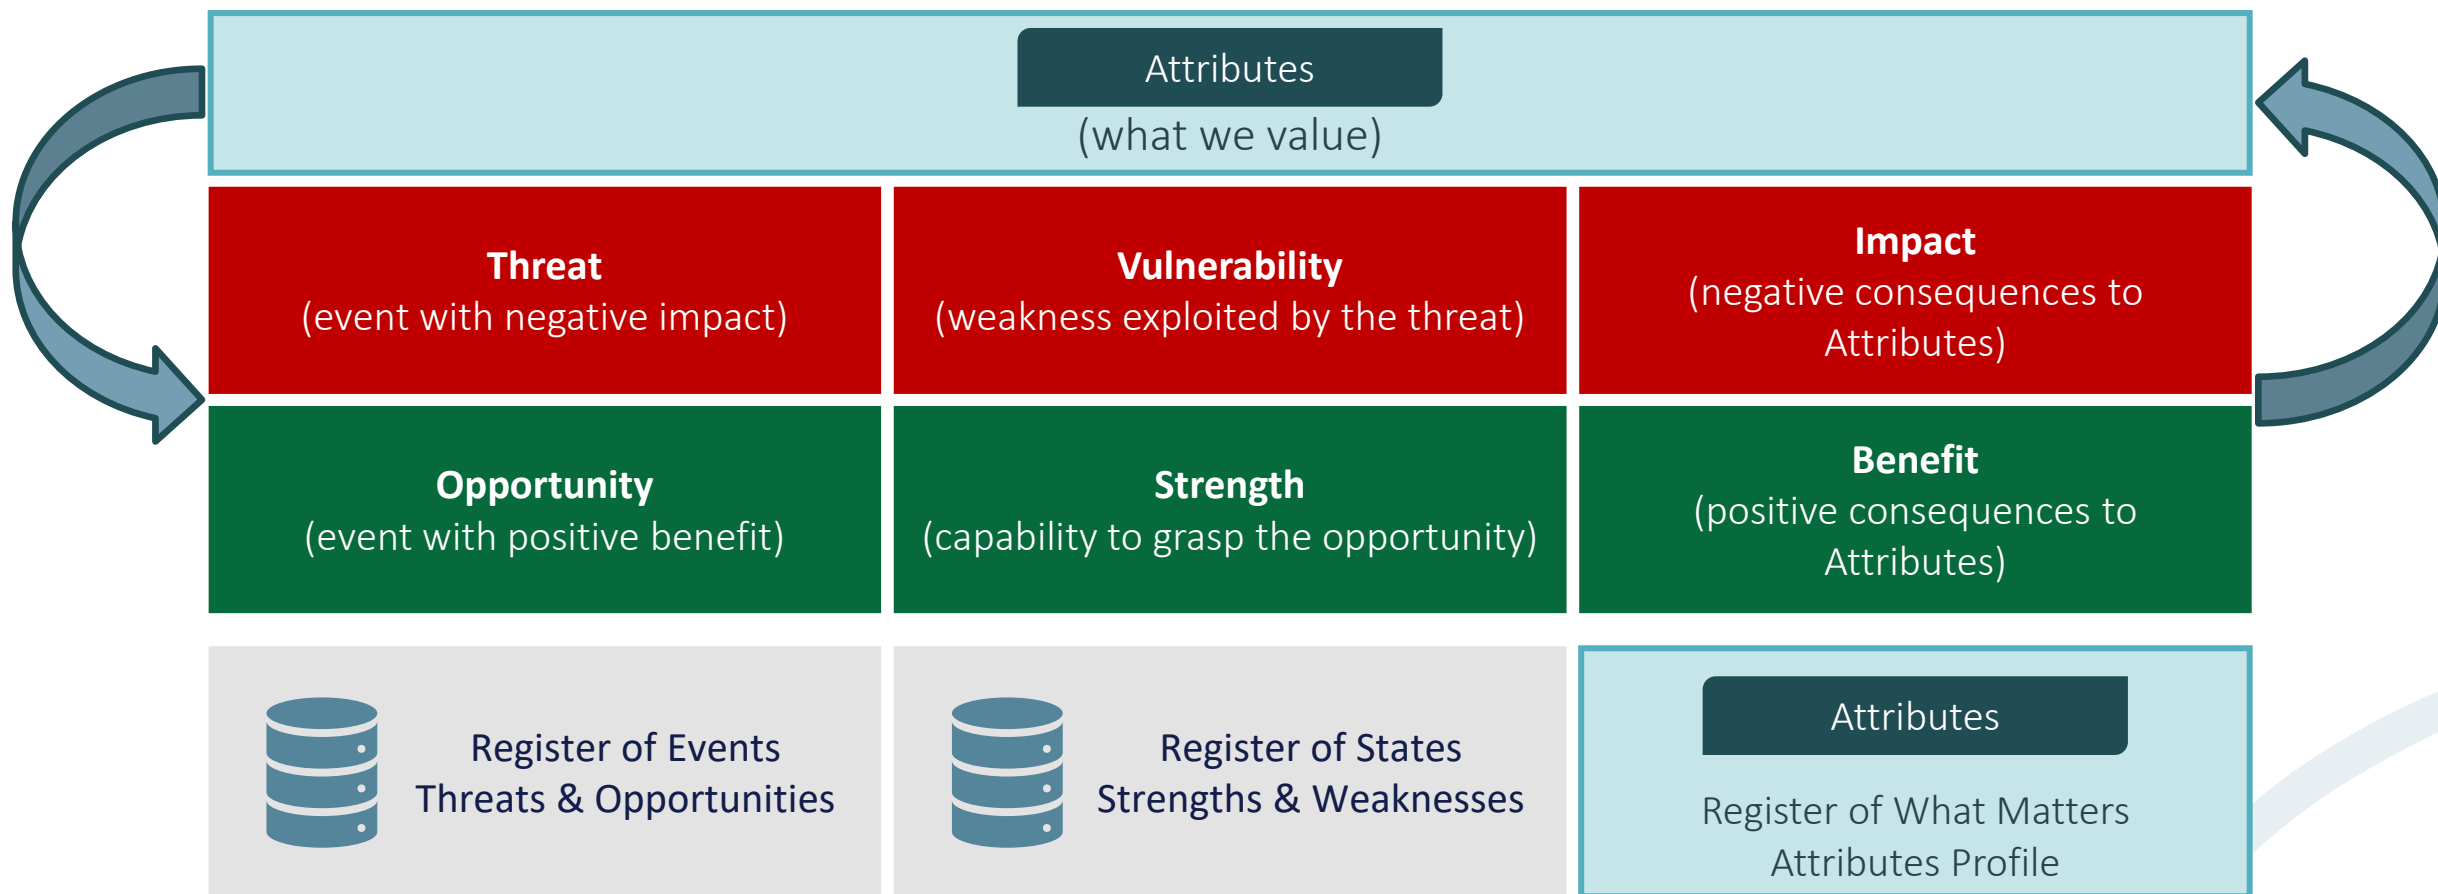 Attributes
(what we value)
Threat
(event with negative impact)
Vulnerability
(weakness exploited by the threat)
Impact
(negative consequences to
Attributes)
Opportunity
(event with positive benefit)
Strength
(capability to grasp the opportunity)
Benefit
(positive consequences to
Attributes)
Register of Events
Threats & Opportunities
Register of States
Strengths & Weaknesses
Attributes
Register of What Matters
Attributes Profile